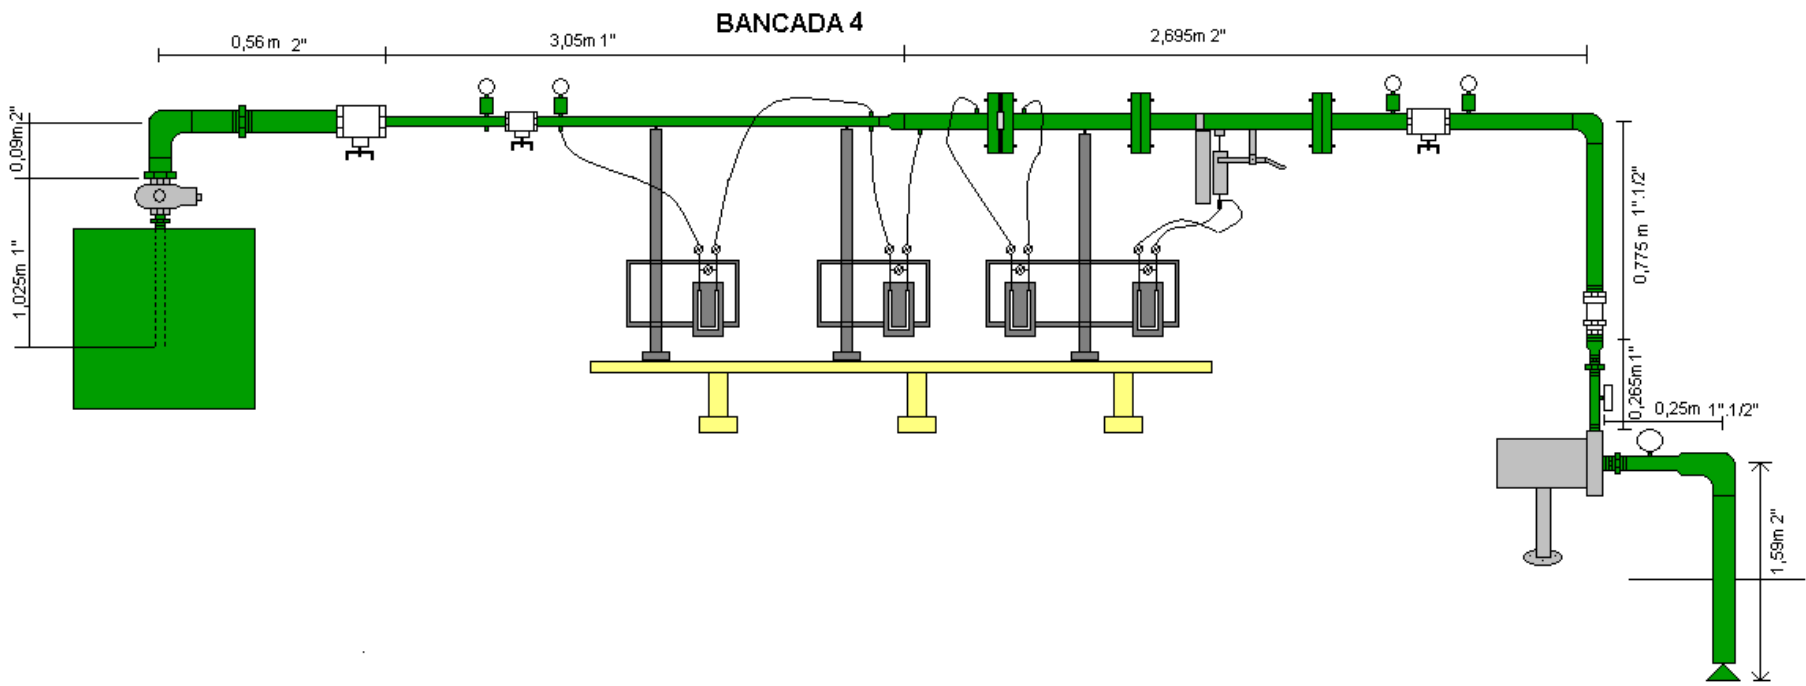 BANCADA 4
0,56 m 2"
3,05m 1"
2,695m 2"
0,09m,2"
1,025m 1"
0,775 m 1".1/2"
0,265m 1"
0,25m 1".1/2"
1,59m 2"